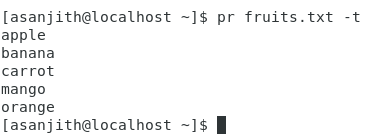 [asanjith@localhost ~]$ pr fruits.txt -t
apple
banana
carrot
mango
orange
[asanjith@localhost ~]$